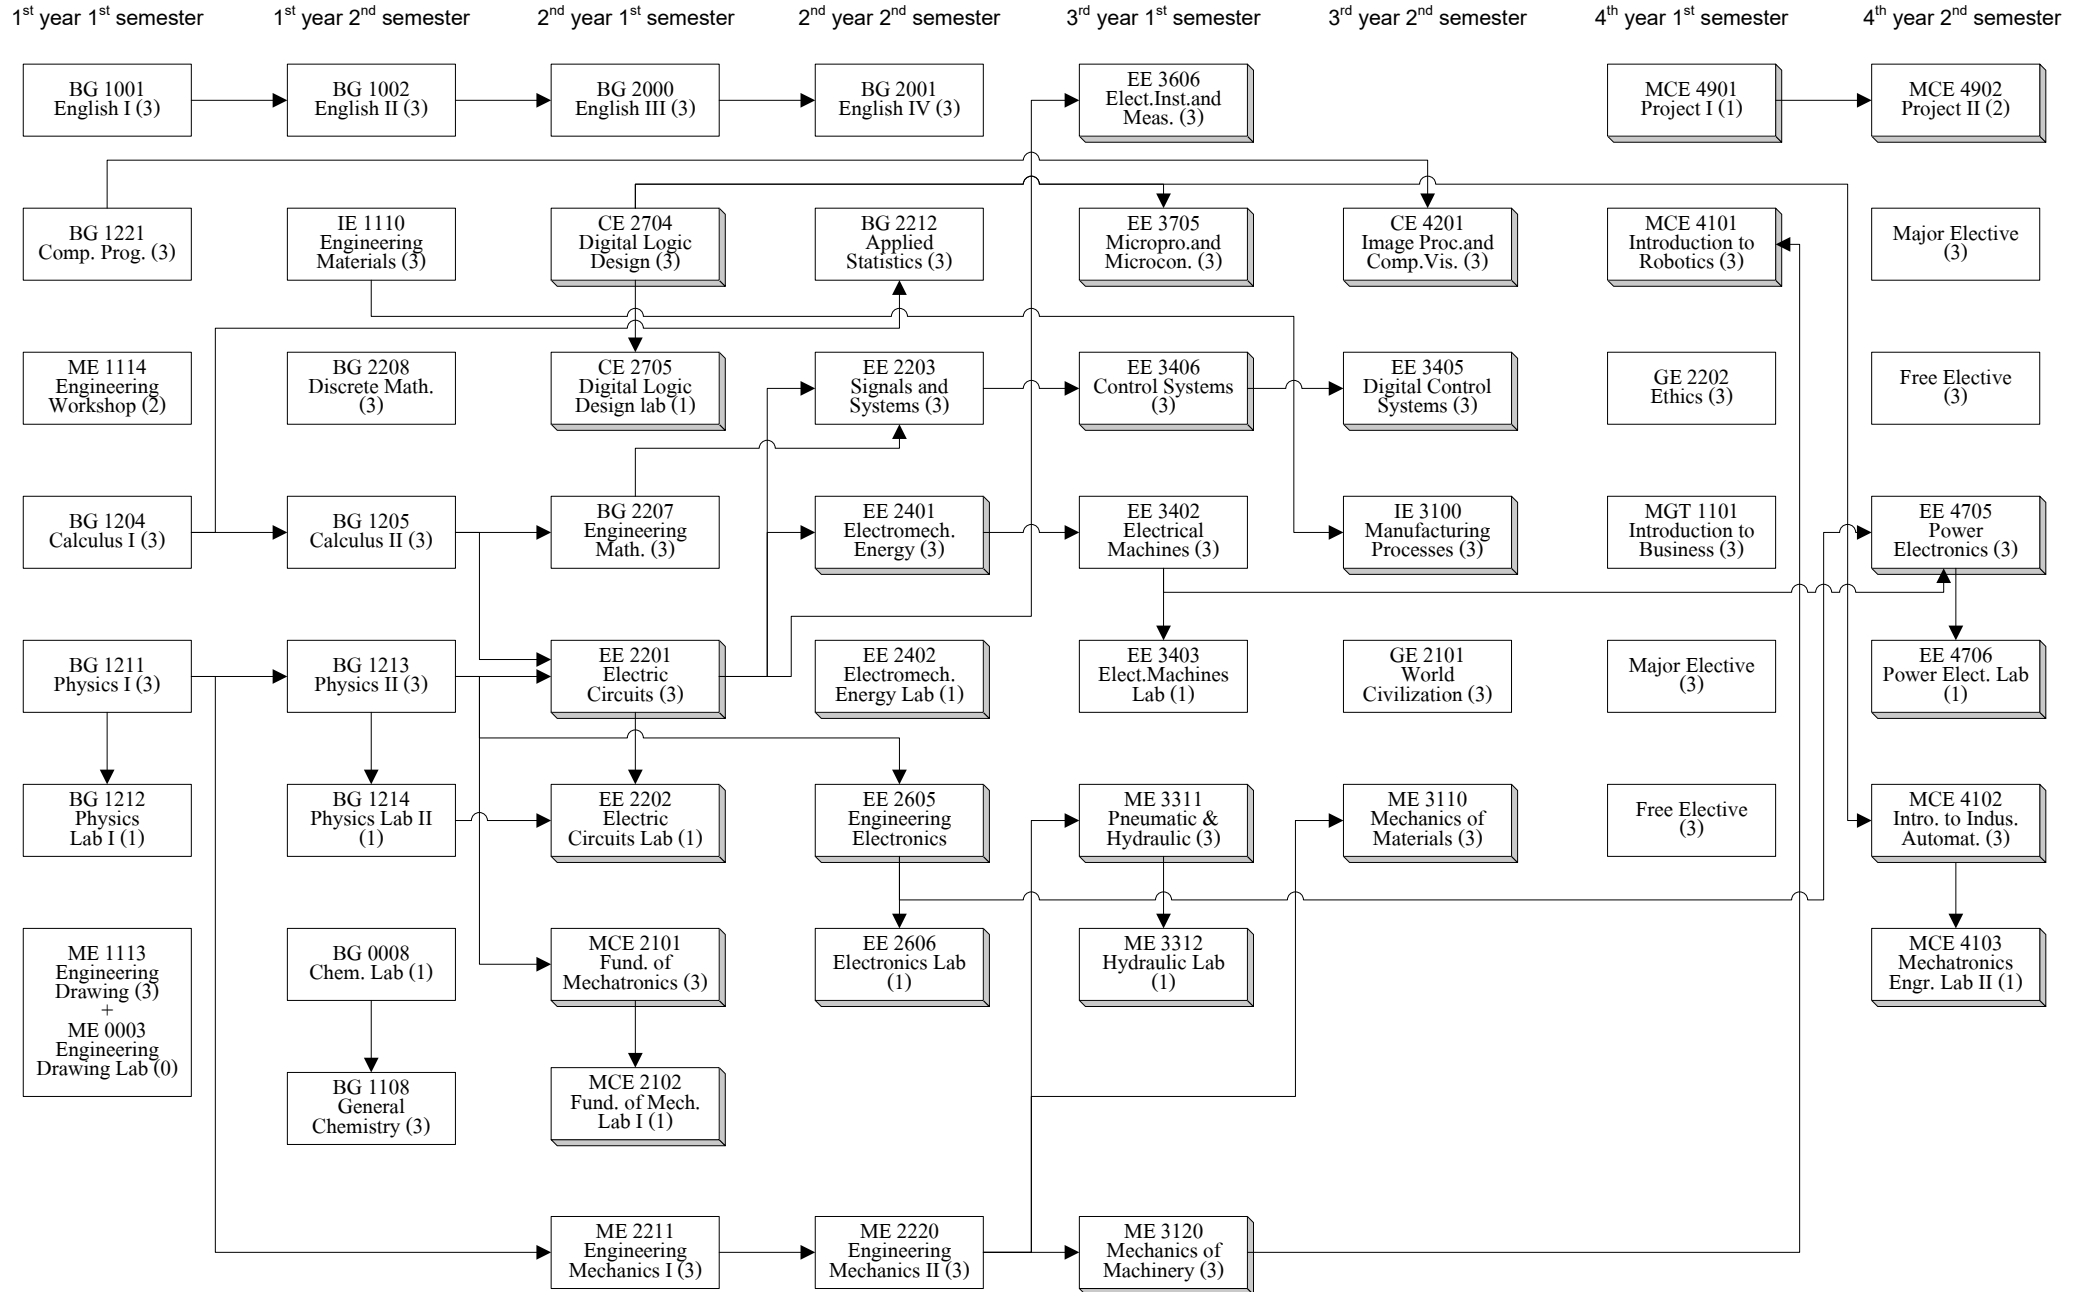 1st year 1st semester
1st year 2nd semester
2nd year 1st semester
2nd year 2nd semester
3rd year 1st semester
3rd year 2nd semester
4th year 1st semester
4th year 2nd semester
BG 1001
English I (3)
BG 1002
English II (3)
BG 2000
English III (3)
BG 2001
English IV (3)
EE 3606
Elect.Inst.and
Meas. (3)
MCE 4901
Project I (1)
MCE 4902
Project II (2)
BG 1221
Comp. Prog. (3)
IE 1110
Engineering
Materials (3)
CE 2704
Digital Logic
Design (3)
BG 2212
Applied
Statistics (3)
EE 3705
Micropro.and
Microcon. (3)
CE 4201
Image Proc.and
Comp.Vis. (3)
MCE 4101
Introduction to
Robotics (3)
Major Elective
(3)
ME 1114
Engineering
Workshop (2)
BG 2208
Discrete Math.
(3)
CE 2705
Digital Logic
Design lab (1)
EE 2203
Signals and
Systems (3)
EE 3406
Control Systems
(3)
EE 3405
Digital Control
Systems (3)
GE 2202
Ethics (3)
Free Elective
(3)
BG 1204
Calculus I (3)
BG 1205
Calculus II (3)
BG 2207
Engineering
Math. (3)
EE 2401
Electromech.
Energy (3)
EE 3402
Electrical
Machines (3)
IE 3100
Manufacturing
Processes (3)
MGT 1101
Introduction to
Business (3)
EE 4705
Power
Electronics (3)
BG 1211
Physics I (3)
BG 1213
Physics II (3)
EE 2201
Electric
Circuits (3)
EE 2402
Electromech.
Energy Lab (1)
EE 3403
Elect.Machines
Lab (1)
GE 2101
World
Civilization (3)
Major Elective
(3)
EE 4706
Power Elect. Lab
(1)
BG 1212
Physics
Lab I (1)
BG 1214
Physics Lab II
(1)
EE 2202
Electric
Circuits Lab (1)
EE 2605
Engineering
Electronics
ME 3311
Pneumatic &
Hydraulic (3)
ME 3110
Mechanics of
Materials (3)
Free Elective
(3)
MCE 4102
Intro. to Indus.
Automat. (3)
ME 1113
Engineering
Drawing (3)
+
ME 0003
Engineering
Drawing Lab (0)
BG 0008
Chem. Lab (1)
MCE 2101
Fund. of
Mechatronics (3)
EE 2606
Electronics Lab
(1)
ME 3312
Hydraulic Lab
(1)
MCE 4103
Mechatronics
Engr. Lab II (1)
BG 1108
General
Chemistry (3)
MCE 2102
Fund. of Mech.
Lab I (1)
ME 2211
Engineering
Mechanics I (3)
ME 2220
Engineering
Mechanics II (3)
ME 3120
Mechanics of
Machinery (3)